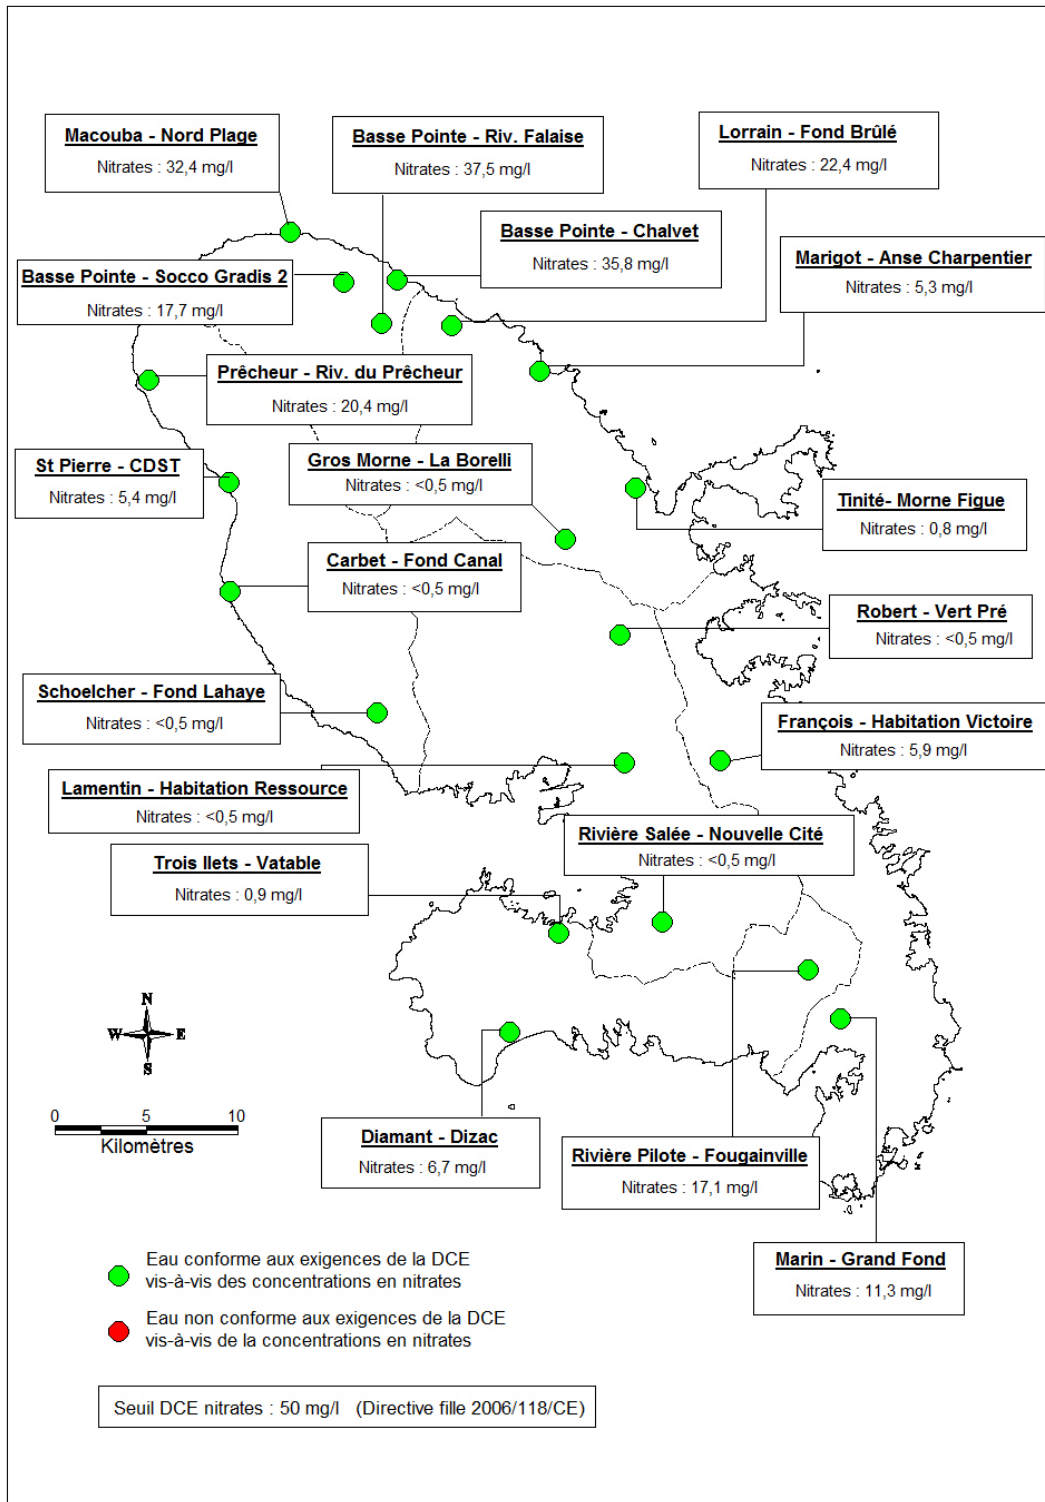 Macouba - Nord Plage
Nitrates : 32,4 mg/l
Basse Pointe - Riv. Falaise
Nitrates : 37,5 mg/l
Lorrain - Fond Brûlé
Nitrates : 22,4 mg/l
Basse Pointe - Chalvet
Nitrates : 35,8 mg/l
Marigot - Anse Charpentier
Nitrates : 5,3 mg/l
Basse Pointe - Socco Gradis 2
Nitrates : 17,7 mg/l
Prêcheur - Riv. du Prêcheur
Nitrates : 20,4 mg/l
St Pierre - CDST
Nitrates : 5,4 mg/l
Gros Morne - La Borelli
Nitrates : <0,5 mg/l
Tinité- Morne Figue
Nitrates : 0,8 mg/l
Carbet - Fond Canal
Nitrates : <0,5 mg/l
Robert - Vert Pré
Nitrates : <0,5 mg/l
Schoelcher - Fond Lahaye
Nitrates : <0,5 mg/l
François - Habitation Victoire
Nitrates : 5,9 mg/l
Lamentin - Habitation Ressource
Nitrates : <0,5 mg/l
Rivière Salée - Nouvelle Cité
Nitrates : <0,5 mg/l
Trois Ilets - Vatable
Nitrates : 0,9 mg/l
N
W E
S
0 5 10
Kilomètres
Diamant - Dizac
Nitrates : 6,7 mg/l
Rivière Pilote - Fougainville
Nitrates : 17,1 mg/l
Marin - Grand Fond
Nitrates : 11,3 mg/l
Eau conforme aux exigences de la DCE
vis-à-vis des concentrations en nitrates
Eau non conforme aux exigences de la DCE
vis-à-vis de la concentrations en nitrates
Seuil DCE nitrates : 50 mg/l (Directive fille 2006/118/CE)